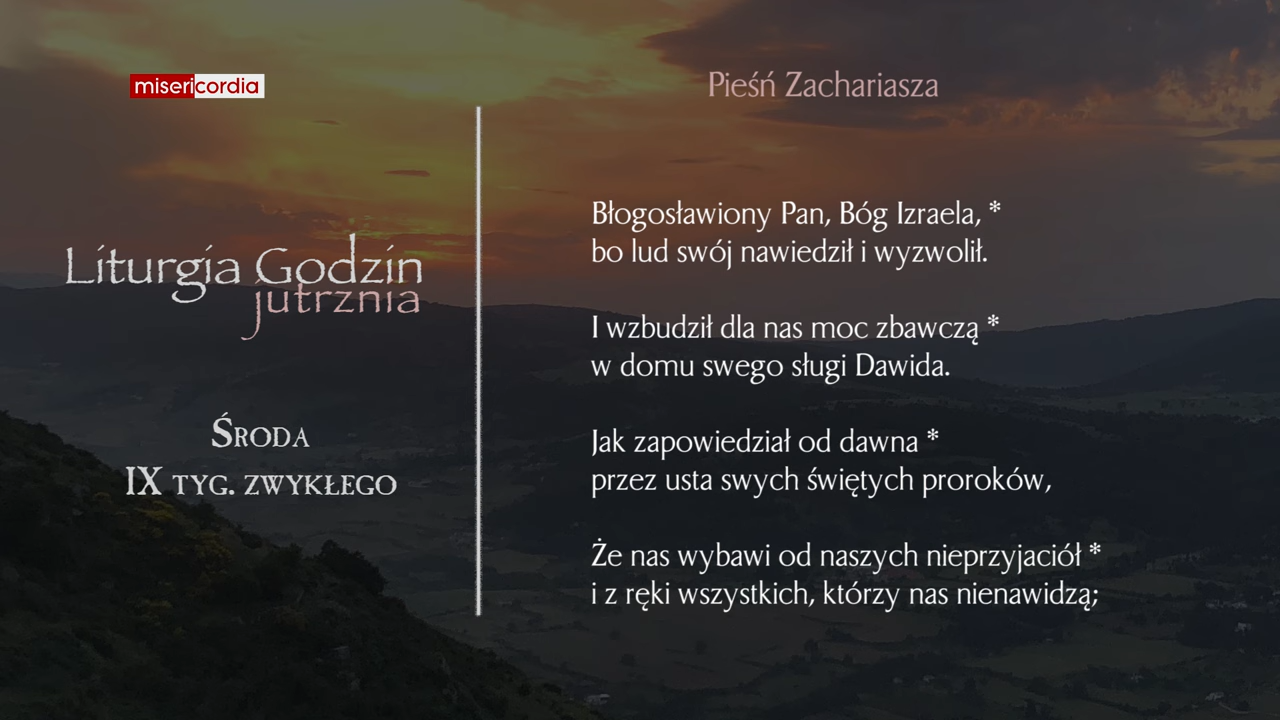 misericordia
Liturgia Godzin
jutrznia
Środa
IX tyg. zwykłego
Pieśń Zachariasza
Błogosławiony Pan, Bóg Izraela, *
bo lud swój nawiedził i wyzwolił.
I wzbudził dla nas moc zbawczą *
w domu swego sługi Dawida.
Jak zapowiedział od dawna *
przez usta swych świętych proroków,
Że nas wybawi od naszych nieprzyjaciół *
i z ręki wszystkich, którzy nas nienawidzą;